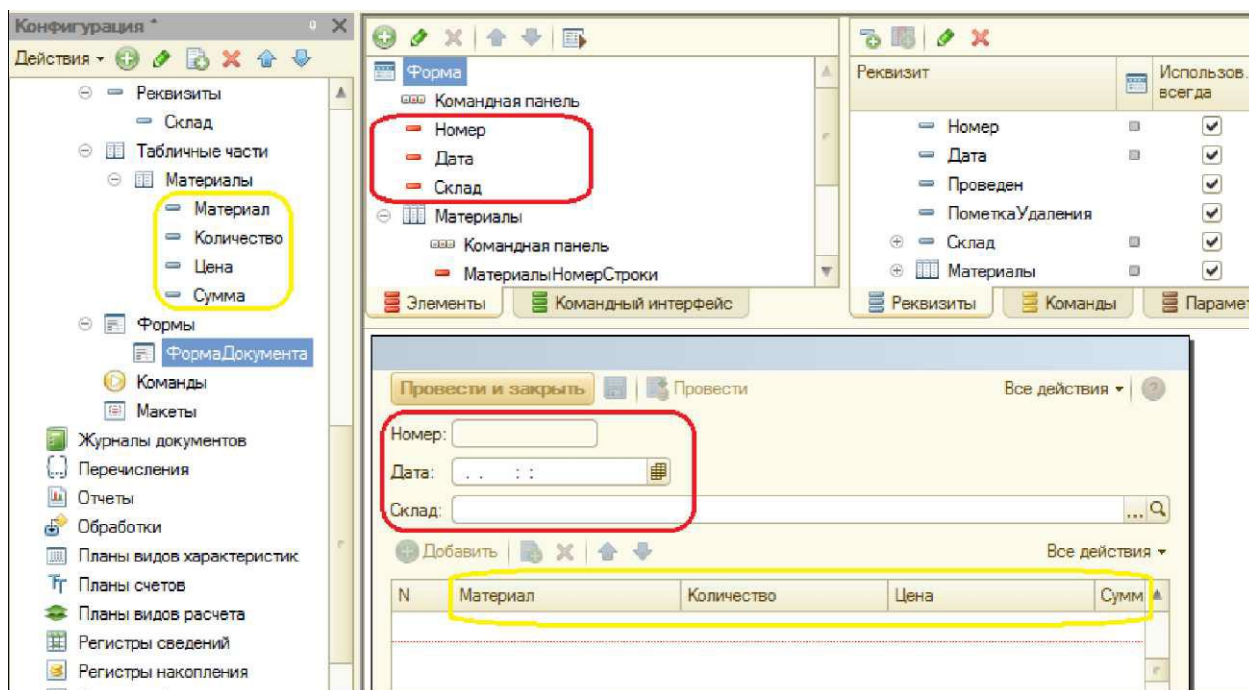 Конфигурация *
Действия
Реквизиты
Склад
Табличные части
Материалы
Материал
Количество
Цена
Сумма
Формы
ФормаДокумента
Команды
Макеты
Журналы документов
Перечисления
Отчеты
Обработки
Планы видов характеристик
Планы счетов
Планы видов расчета
Регистры сведений
Регистры накопления
Форма
Командная панель
Номер
Дата
Склад
Материалы
Командная панель
МатериалыНомерСтроки
Элементы
Командный интерфейс
Реквизит
Использов.
всегда
Номер
Дата
Проведен
ПометкаУдаления
Склад
Материалы
Реквизиты
Команды
Парамет
Провести и закрыть
Провести
Все действия
Номер:
Дата: . . : :
Склад:
...
Добавить
Все действия
N Материал Количество Цена Сумм